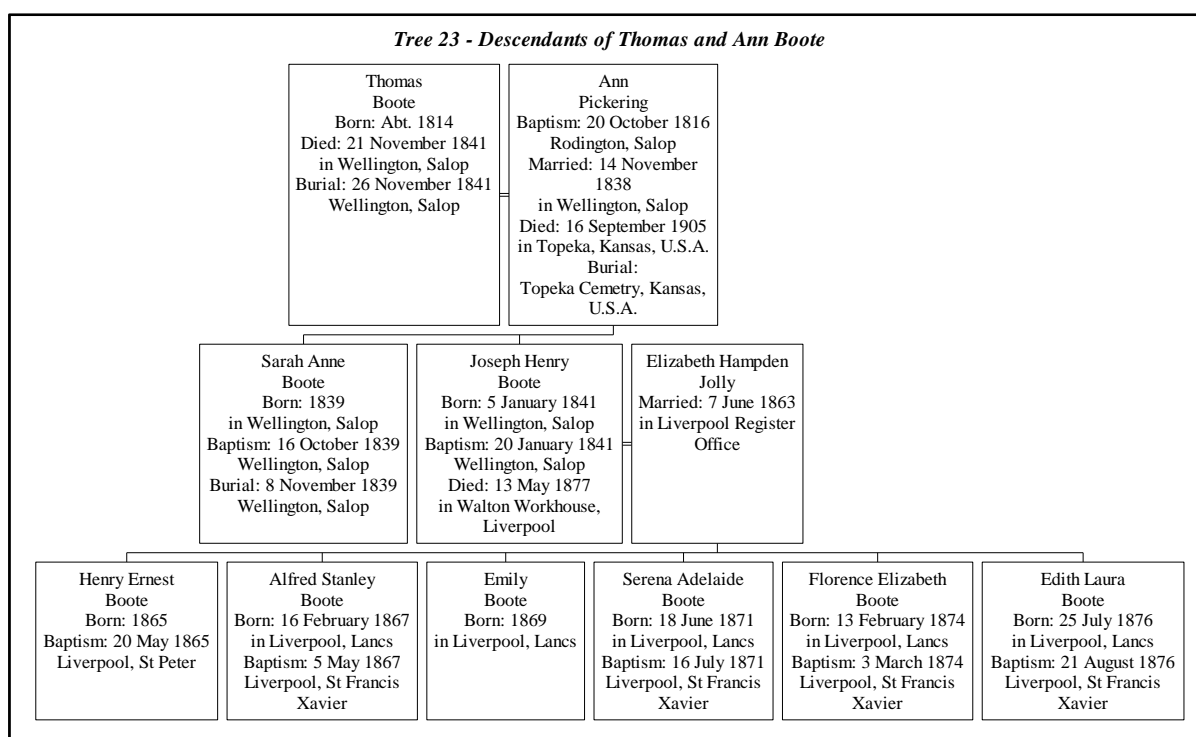 Tree 23 - Descendants of Thomas and Ann Boote
Thomas
Boote
Born: Abt. 1814
Died: 21 November 1841
in Wellington, Salop
Burial: 26 November 1841
Wellington, Salop
Ann
Pickering
Baptism: 20 October 1816
Rodington, Salop
Married: 14 November
1838
in Wellington, Salop
Died: 16 September 1905
in Topeka, Kansas, U.S.A.
Burial:
Topeka Cemetry, Kansas,
U.S.A.
Sarah Anne
Boote
Born: 1839
in Wellington, Salop
Baptism: 16 October 1839
Wellington, Salop
Burial: 8 November 1839
Wellington, Salop
Joseph Henry
Boote
Born: 5 January 1841
in Wellington, Salop
Baptism: 20 January 1841
Wellington, Salop
Died: 13 May 1877
in Walton Workhouse,
Liverpool
Elizabeth Hampden
Jolly
Married: 7 June 1863
in Liverpool Register
Office
Henry Ernest
Boote
Born: 1865
Baptism: 20 May 1865
Liverpool, St Peter
Alfred Stanley
Boote
Born: 16 February 1867
in Liverpool, Lancs
Baptism: 5 May 1867
Liverpool, St Francis
Xavier
Emily
Boote
Born: 1869
in Liverpool, Lancs
Serena Adelaide
Boote
Born: 18 June 1871
in Liverpool, Lancs
Baptism: 16 July 1871
Liverpool, St Francis
Xavier
Florence Elizabeth
Boote
Born: 13 February 1874
in Liverpool, Lancs
Baptism: 3 March 1874
Liverpool, St Francis
Xavier
Edith Laura
Boote
Born: 25 July 1876
in Liverpool, Lancs
Baptism: 21 August 1876
Liverpool, St Francis
Xavier